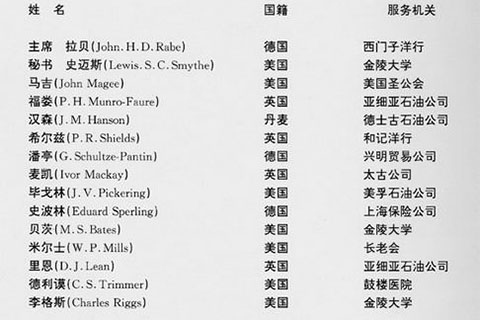 姓 名 国籍 服务机关
主席 拉贝(John. H. D. Rabe) 德国 西门子洋行
秘书 史迈斯(Lewis. S. C. Smythe) 美国 金陵大学
马吉(John Magee) 美国 美国圣公会
福娄(P. H. Munro-Faure) 英国 亚细亚石油公司
汉森(J. M. Hanson) 丹麦 德士古石油公司
希尔兹(P. R. Shields) 英国 和记洋行
潘亭(G. Schultze-Pantin) 德国 兴明贸易公司
麦凯(Ivor Mackay) 英国 太古公司
毕戈林(J. V. Pickering) 美国 美孚石油公司
史波林(Eduard Sperling) 德国 上海保险公司
贝茨(M. S. Bates) 美国 金陵大学
米尔士(W. P. Mills) 美国 长老会
里恩(D. J. Lean) 英国 亚细亚石油公司
德利谟(C. S. Trimmer) 美国 鼓楼医院
李格斯(Charles Riggs) 美国 金陵大学